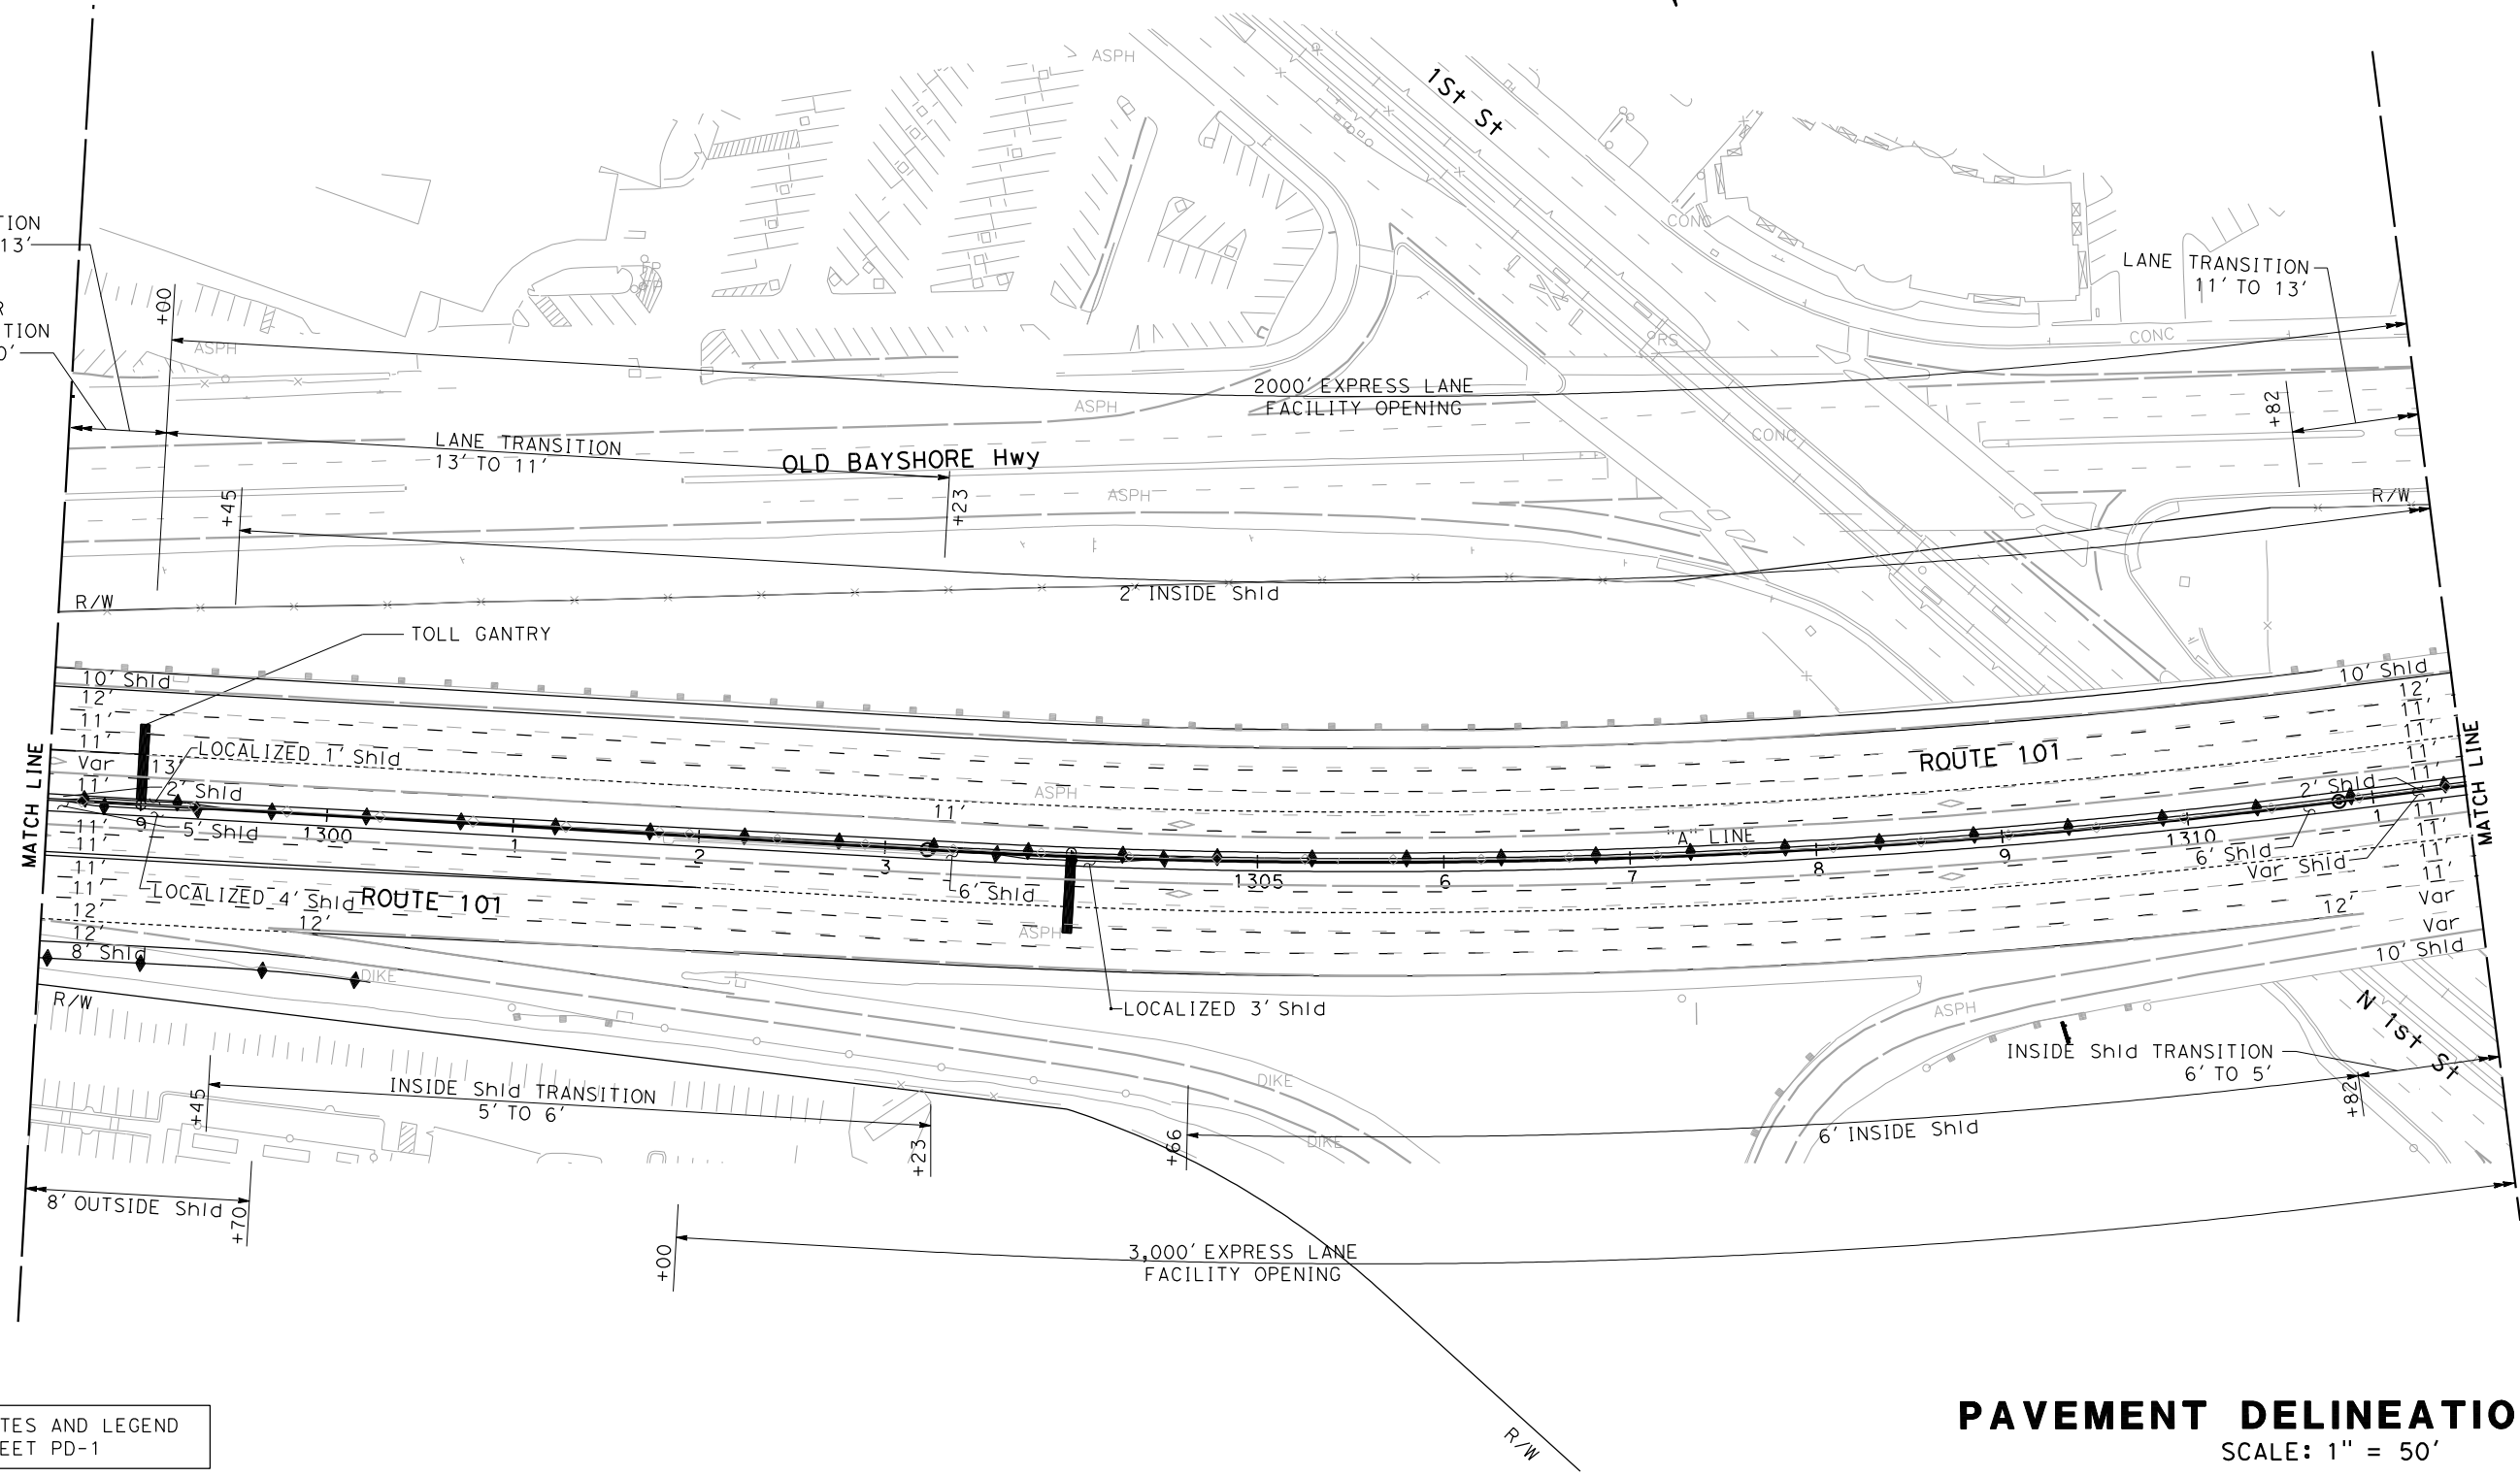 ASPH
1St St
TION
13'
CONC
LANE TRANSITION
11' TO 13'
+00
R
TION
0'
ASPH
RS
CONC
2000' EXPRESS LANE
FACILITY OPENING
ASPH
+82
CONC
LANE TRANSITION
13' TO 11'
OLD BAYSHORE Hwy
+45
+23
ASPH
R/W
R/W
2' INSIDE Shld
TOLL GANTRY
10' Shld
10' Shld
12'
12'
11'
11'
11'
11'
LOCALIZED 1' Shld
ROUTE 101
Var
13'
11'
11'
11'
2' Shld
ASPH
2' Shld
11'
11'
MATCH LINE
MATCH LINE
9
5' Shld
1300
1
2
3
1305
6
7
8
9
1310
1
"A" LINE
11'
11'
11'
11'
6' Shld
6' Shld
Var Shld
11'
11'
11'
LOCALIZED 4' Shld
ROUTE 101
Var
12'
12'
12'
ASPH
Var
12'
8' Shld
10' Shld
DIKE
R/W
LOCALIZED 3' Shld
ASPH
N 1st St
INSIDE Shld TRANSITION
6' TO 5'
INSIDE Shld TRANSITION
5' TO 6'
+45
+23
DIKE
+66
DIKE
6' INSIDE Shld
+82
8' OUTSIDE Shld
+70
+00
3,000' EXPRESS LANE
FACILITY OPENING
R/W
TES AND LEGEND
EET PD-1
PAVEMENT DELINEATIO
SCALE: 1" = 50'